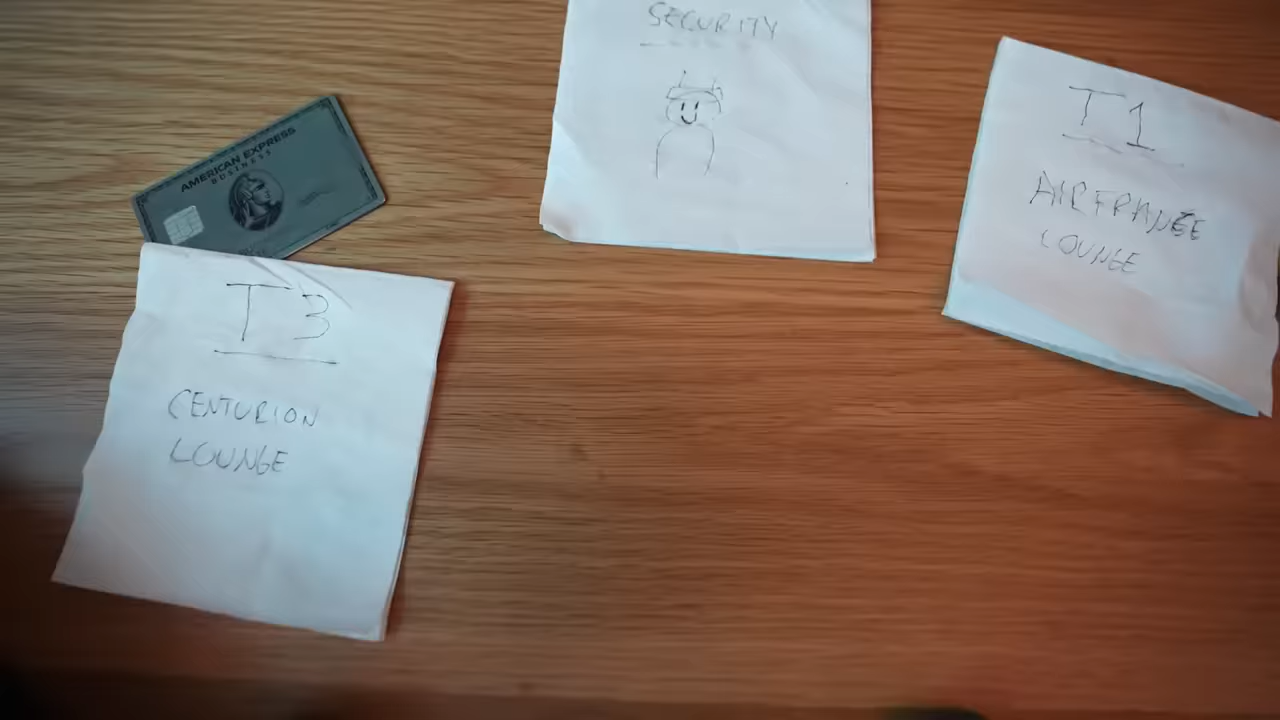 AMERICAN EXPRESS
BUSINESS
SECURITY
T1
AIRFRANCE
LOUNGE
T3
CENTURION
LOUNGE